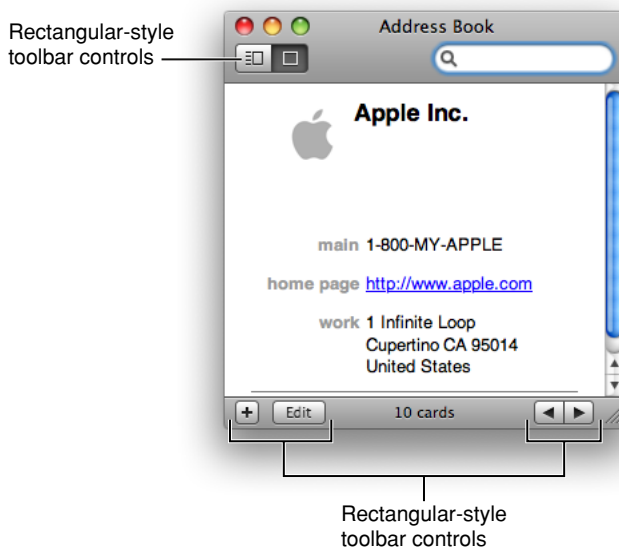 Rectangular-style
toolbar controls
Address Book
Apple Inc.
main 1-800-MY-APPLE
home page http://www.apple.com
work 1 Infinite Loop
Cupertino CA 95014
United States
+ Edit 10 cards
Rectangular-style
toolbar controls